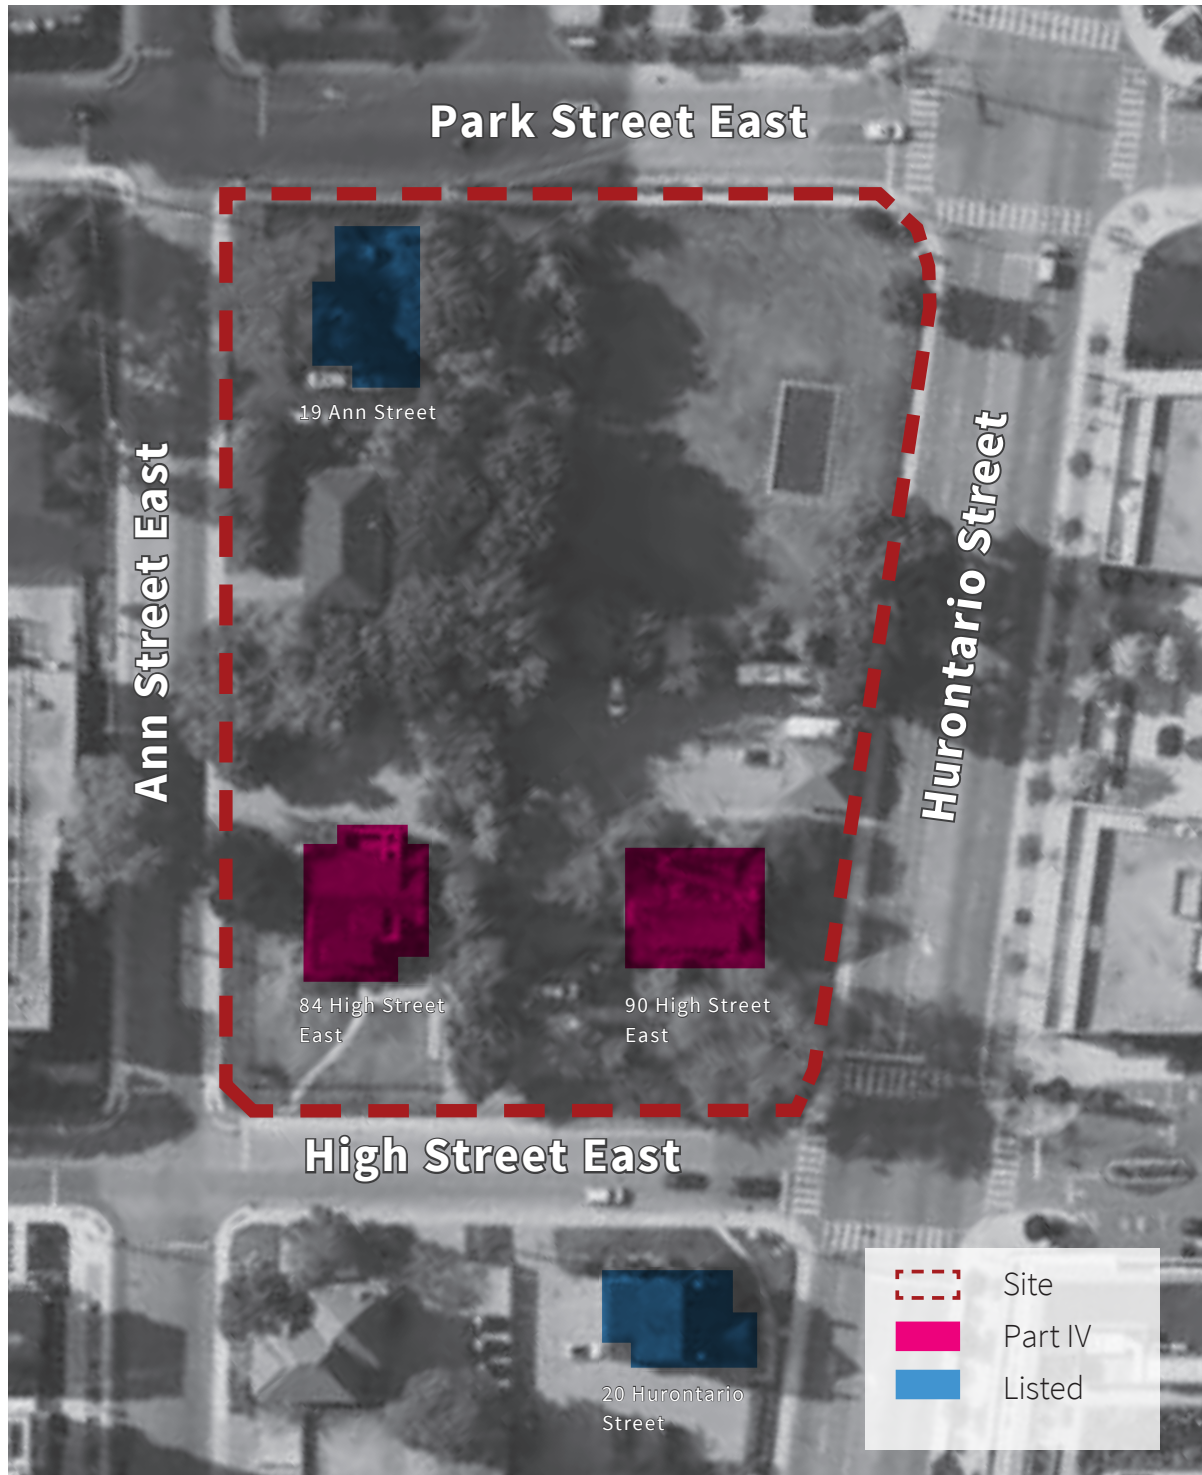 Park Street East
19 Ann Street
Ann Street East
Hurontario Street
84 High Street
East
90 High Street
East
High Street East
Site
Part IV
Listed
20 Hurontario
Street